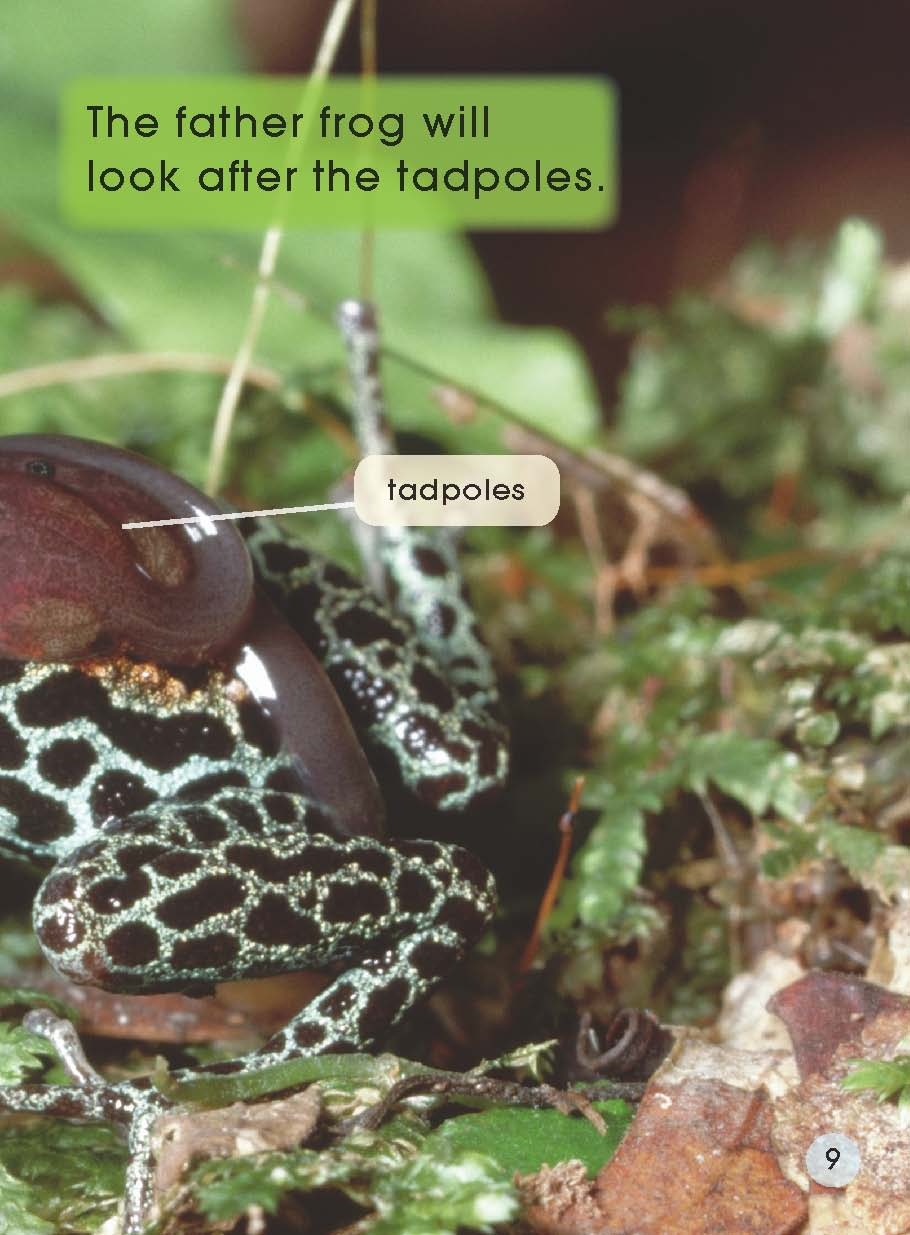 The father frog will
look after the tadpoles.
tadpoles
9